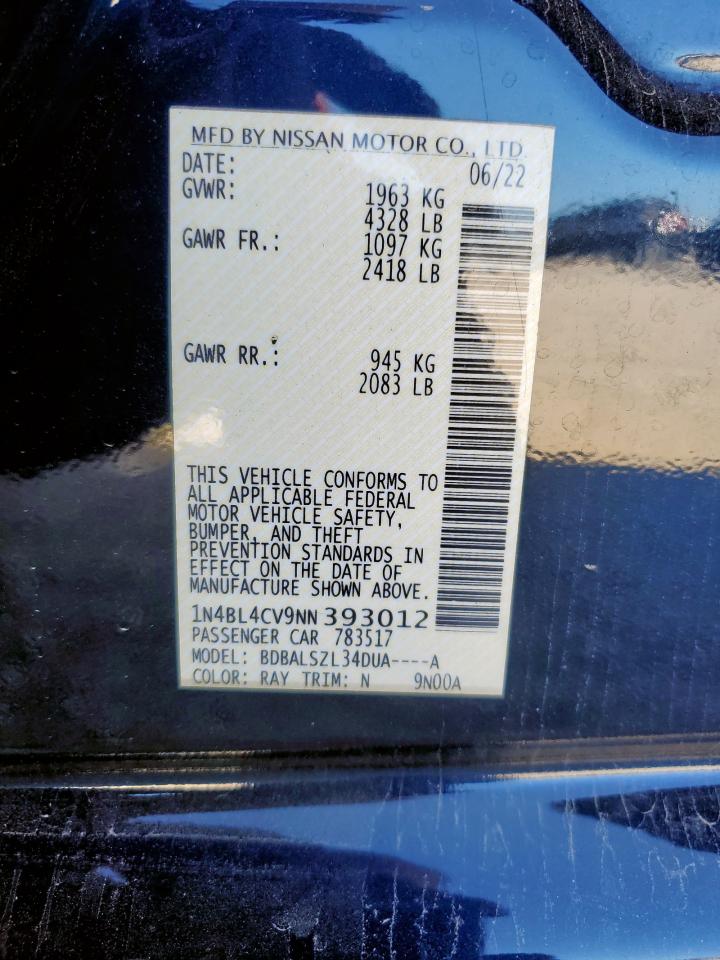 MFD BY NISSAN MOTOR CO., LTD.
DATE: 06/22
GVWR: 1963 KG
4328 LB
GAWR FR.: 1097 KG
2418 LB
GAWR RR.: 945 KG
2083 LB
THIS VEHICLE CONFORMS TO
ALL APPLICABLE FEDERAL
MOTOR VEHICLE SAFETY,
BUMPER, AND THEFT
PREVENTION STANDARDS IN
EFFECT ON THE DATE OF
MANUFACTURE SHOWN ABOVE.
1N4BL4CV9NN393012
PASSENGER CAR 783517
MODEL: BDBALSZL34DUA----A
COLOR: RAY TRIM: N 9N00A